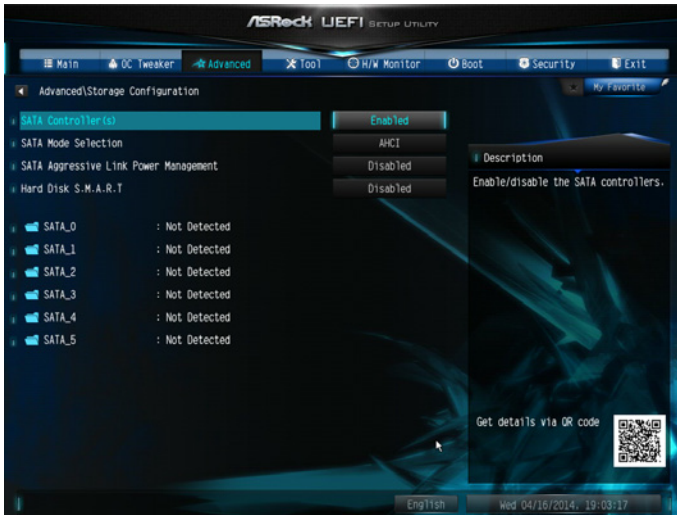 ASRock UEFI SETUP UTILITY
Main OC Tweaker Advanced Tool H/W Monitor Boot Security Exit
Advanced\Storage Configuration
My Favorite
SATA Controller(s) Enabled
SATA Mode Selection AHCI
SATA Aggressive Link Power Management Disabled
Hard Disk S.M.A.R.T Disabled
SATA_0 : Not Detected
SATA_1 : Not Detected
SATA_2 : Not Detected
SATA_3 : Not Detected
SATA_4 : Not Detected
SATA_5 : Not Detected
Description
Enable/disable the SATA controllers.
Get details via QR code
English
Wed 04/16/2014, 19:03:17